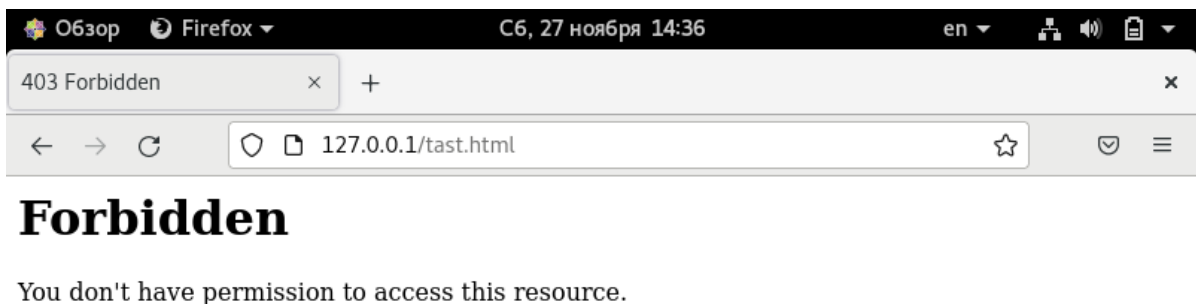 Обзор Firefox Сб, 27 ноября 14:36 en
403 Forbidden
127.0.0.1/tast.html
Forbidden
You don't have permission to access this resource.